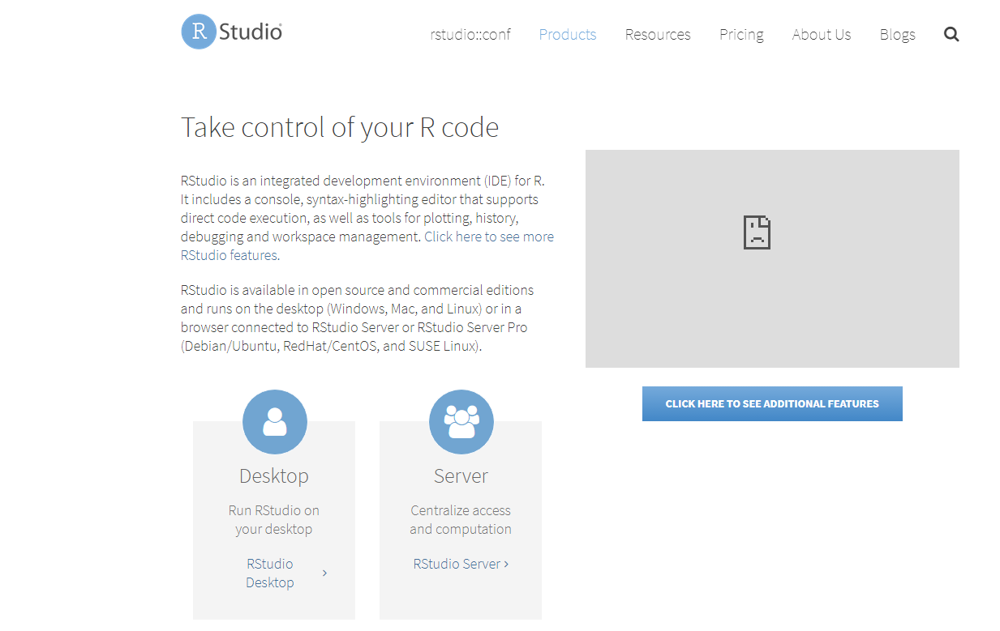 R Studio®
rstudio::conf Products Resources Pricing About Us Blogs
Take control of your R code
RStudio is an integrated development environment (IDE) for R.
It includes a console, syntax-highlighting editor that supports
direct code execution, as well as tools for plotting, history,
debugging and workspace management. Click here to see more
RStudio features.
RStudio is available in open source and commercial editions
and runs on the desktop (Windows, Mac, and Linux) or in a
browser connected to RStudio Server or RStudio Server Pro
(Debian/Ubuntu, RedHat/CentOS, and SUSE Linux).
CLICK HERE TO SEE ADDITIONAL FEATURES
Desktop
Run RStudio on
your desktop
RStudio
Desktop
Server
Centralize access
and computation
RStudio Server